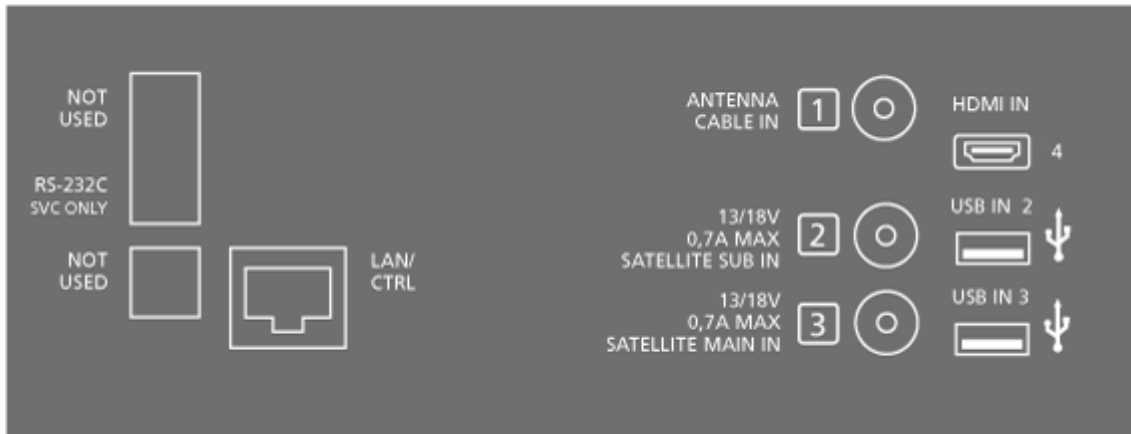 NOT
USED
RS-232C
SVC ONLY
NOT
USED
LAN/
CTRL
ANTENNA
CABLE IN
1
HDMI IN
4
13/18V
0,7A MAX
SATELLITE SUB IN
2
USB IN 2
13/18V
0,7A MAX
SATELLITE MAIN IN
3
USB IN 3